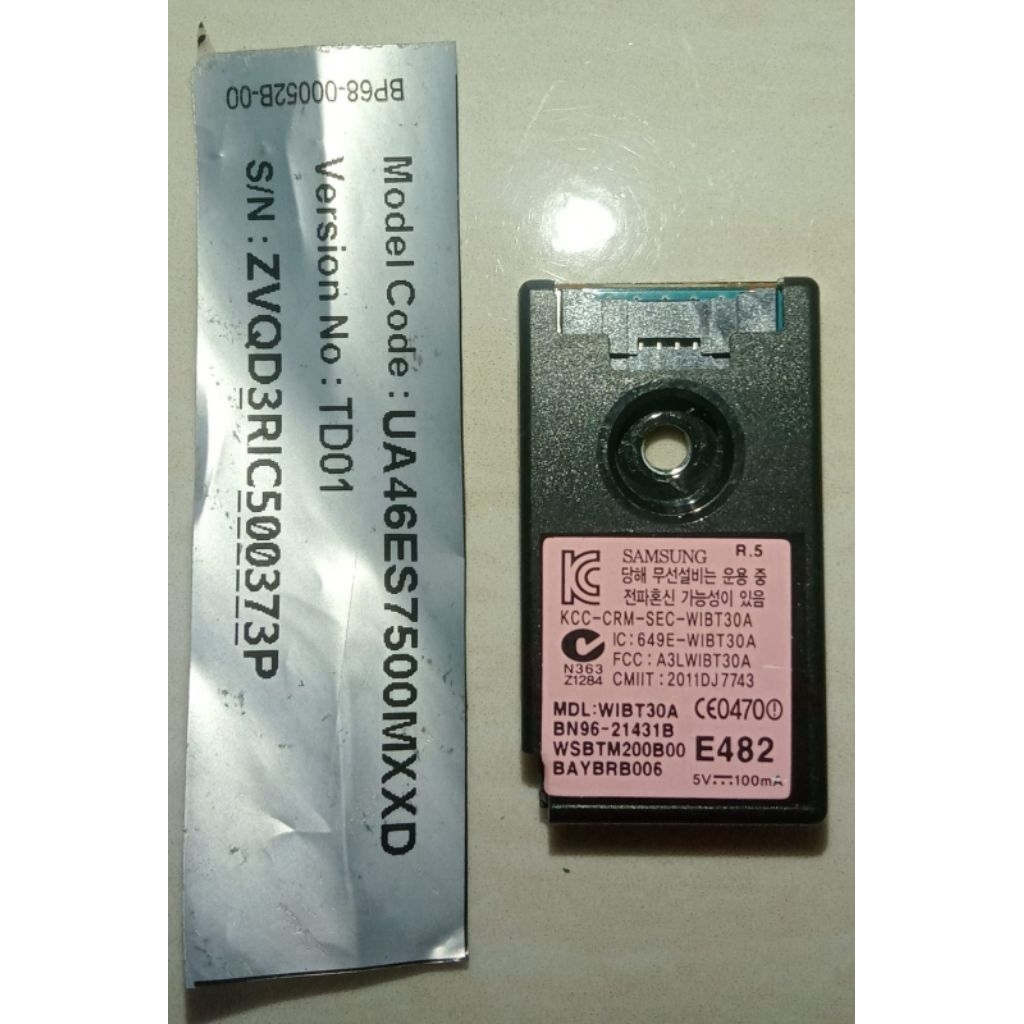 BP68-00052B-00
Model Code : UA46ES7500MXXD
Version No : TD01
S/N : ZVQD3RIC500373P
SAMSUNG R.5
당해 무선설비는 운용 중
전파혼신 가능성이 있음
KCC-CRM-SEC-WIBT30A
IC:649E-WIBT30A
FCC : A3LWIBT30A
N363
Z1284
CMIIT : 2011DJ7743
MDL:WIBT30A CE0470
BN96-21431B
WSBTM200B00 E482
BAYBRB006
5V 100mA